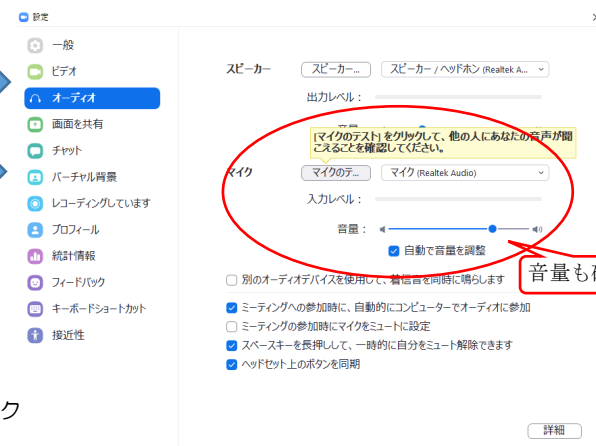 設定
一般
ビデオ
オーディオ
画面を共有
チャット
バーチャル背景
レコーディングしています
プロフィール
統計情報
フィードバック
キーボードショートカット
接近性
ク
スピーカー
スピーカー...
スピーカー / ヘッドホン (Realtek A...
出力レベル：
[マイクのテスト] をクリックして、他の人にあなたの音声が聞
こえることを確認してください。
マイク
マイクのテ...
マイク (Realtek Audio)
入力レベル：
音量：
自動で音量を調整
音量も
別のオーディオデバイスを使用して、着信音を同時に鳴らします
ミーティングへの参加時に、自動的にコンピューターでオーディオに参加
ミーティングの参加時にマイクをミュートに設定
スペースキーを長押しして、一時的に自分をミュート解除できます
ヘッドセット上のボタンを同期
詳細